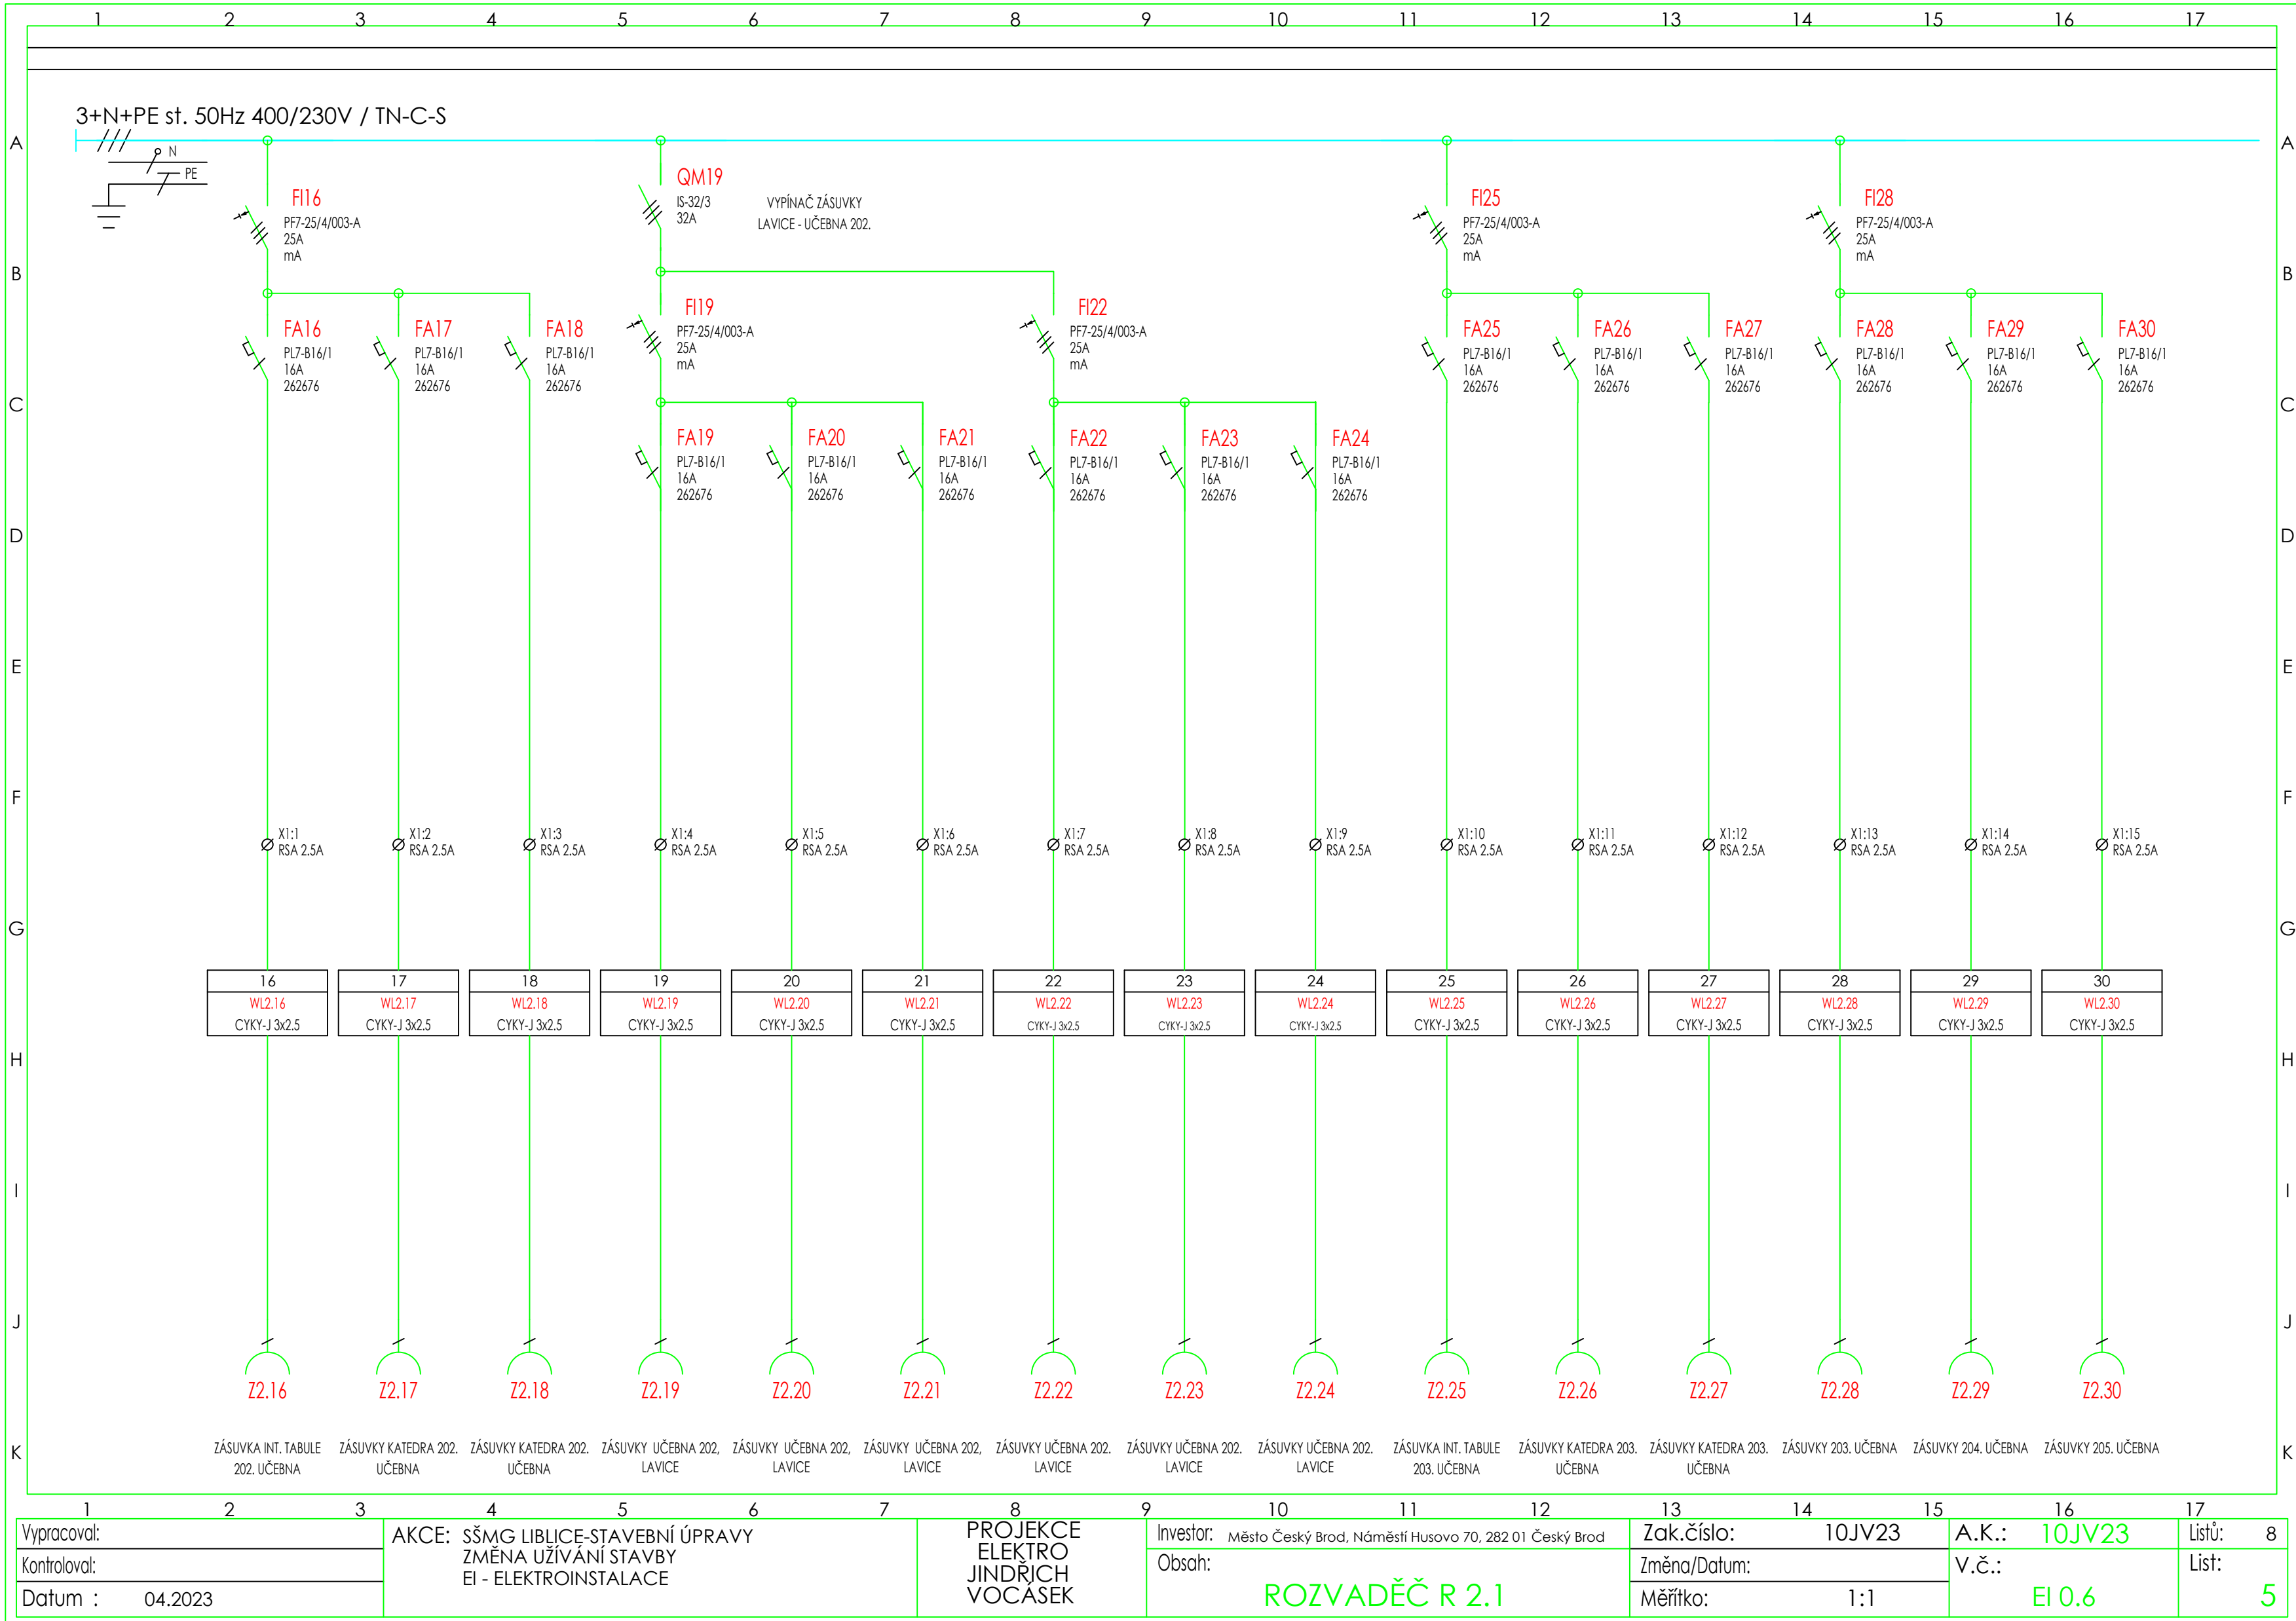 1 2 3 4 5 6 7 8 9 10 11 12 13 14 15 16 17
3+N+PE st. 50Hz 400/230V / TN-C-S
A A
N
PE
QM19
IS-32/3
32A
VYPÍNAČ ZÁSUVKY
LAVICE - UČEBNA 202.
FI16
PF7-25/4/003-A
25A
mA
FI25
PF7-25/4/003-A
25A
mA
FI28
PF7-25/4/003-A
25A
mA
B B
FI19
PF7-25/4/003-A
25A
mA
FI22
PF7-25/4/003-A
25A
mA
FA16
PL7-B16/1
16A
262676
FA17
PL7-B16/1
16A
262676
FA18
PL7-B16/1
16A
262676
FA25
PL7-B16/1
16A
262676
FA26
PL7-B16/1
16A
262676
FA27
PL7-B16/1
16A
262676
FA28
PL7-B16/1
16A
262676
FA29
PL7-B16/1
16A
262676
FA30
PL7-B16/1
16A
262676
C C
FA19
PL7-B16/1
16A
262676
FA20
PL7-B16/1
16A
262676
FA21
PL7-B16/1
16A
262676
FA22
PL7-B16/1
16A
262676
FA23
PL7-B16/1
16A
262676
FA24
PL7-B16/1
16A
262676
D D
E E
F F
X1:1 X1:2 X1:3 X1:4 X1:5 X1:6 X1:7 X1:8 X1:9 X1:10 X1:11 X1:12 X1:13 X1:14 X1:15
RSA 2.5A RSA 2.5A RSA 2.5A RSA 2.5A RSA 2.5A RSA 2.5A RSA 2.5A RSA 2.5A RSA 2.5A RSA 2.5A RSA 2.5A RSA 2.5A RSA 2.5A RSA 2.5A RSA 2.5A
G G
16 17 18 19 20 21 22 23 24 25 26 27 28 29 30
WL2.16 WL2.17 WL2.18 WL2.19 WL2.20 WL2.21 WL2.22 WL2.23 WL2.24 WL2.25 WL2.26 WL2.27 WL2.28 WL2.29 WL2.30
CYKY-J 3x2.5 CYKY-J 3x2.5 CYKY-J 3x2.5 CYKY-J 3x2.5 CYKY-J 3x2.5 CYKY-J 3x2.5 CYKY-J 3x2.5 CYKY-J 3x2.5 CYKY-J 3x2.5 CYKY-J 3x2.5 CYKY-J 3x2.5 CYKY-J 3x2.5 CYKY-J 3x2.5 CYKY-J 3x2.5 CYKY-J 3x2.5
H H
I I
J J
Z2.16 Z2.17 Z2.18 Z2.19 Z2.20 Z2.21 Z2.22 Z2.23 Z2.24 Z2.25 Z2.26 Z2.27 Z2.28 Z2.29 Z2.30
K K
ZÁSUVKA INT. TABULE
202. UČEBNA
ZÁSUVKY KATEDRA 202.
UČEBNA
ZÁSUVKY KATEDRA 202.
UČEBNA
ZÁSUVKY UČEBNA 202,
LAVICE
ZÁSUVKY UČEBNA 202,
LAVICE
ZÁSUVKY UČEBNA 202,
LAVICE
ZÁSUVKY UČEBNA 202.
LAVICE
ZÁSUVKY UČEBNA 202.
LAVICE
ZÁSUVKY UČEBNA 202.
LAVICE
ZÁSUVKA INT. TABULE
203. UČEBNA
ZÁSUVKY KATEDRA 203.
UČEBNA
ZÁSUVKY KATEDRA 203.
UČEBNA
ZÁSUVKY 203. UČEBNA
ZÁSUVKY 204. UČEBNA
ZÁSUVKY 205. UČEBNA
1 2 3 4 5 6 7 8 9 10 11 12 13 14 15 16 17
Vypracoval:
Kontroloval:
Datum : 04.2023
AKCE: SŠMG LIBLICE-STAVEBNÍ ÚPRAVY
ZMĚNA UŽÍVÁNÍ STAVBY
EI - ELEKTROINSTALACE
PROJEKCE
ELEKTRO
JINDŘICH
VOCÁSEK
Investor: Město Český Brod, Náměstí Husovo 70, 282 01 Český Brod
Obsah:
ROZVADĚČ R 2.1
Zak.číslo: 10JV23
Změna/Datum:
Měřítko: 1:1
A.K.: 10JV23
V.č.:
EI 0.6
Listů: 8
List:
5